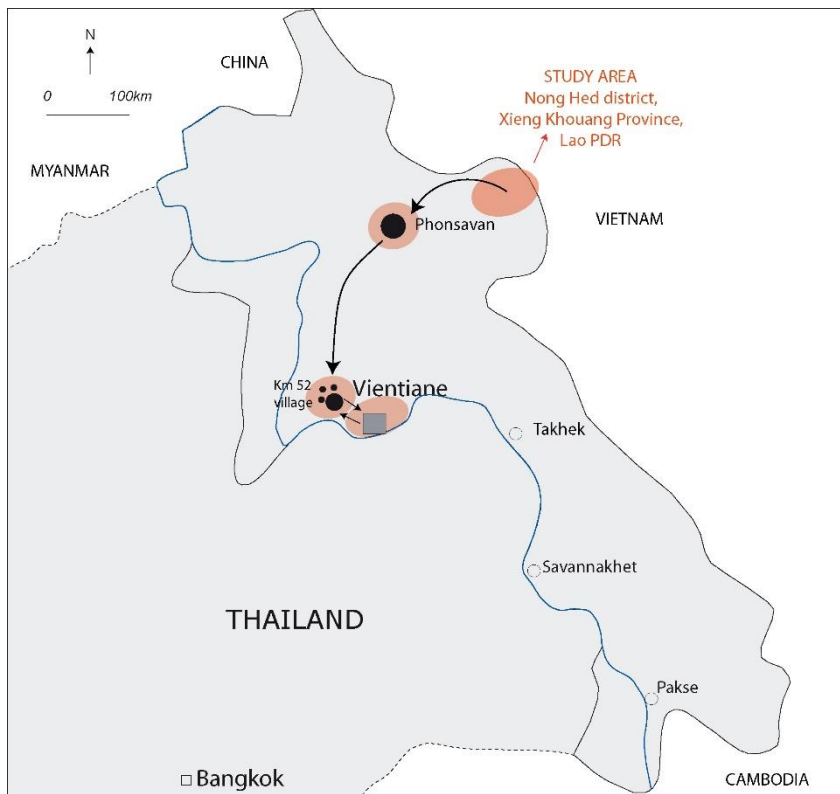 N
CHINA
0 100km
STUDY AREA
Nong Hed district,
Xieng Khouang Province,
Lao PDR
MYANMAR
VIETNAM
Phonsavan
Km 52
village
Vientiane
Takhek
Savannakhet
THAILAND
Pakse
Bangkok
CAMBODIA